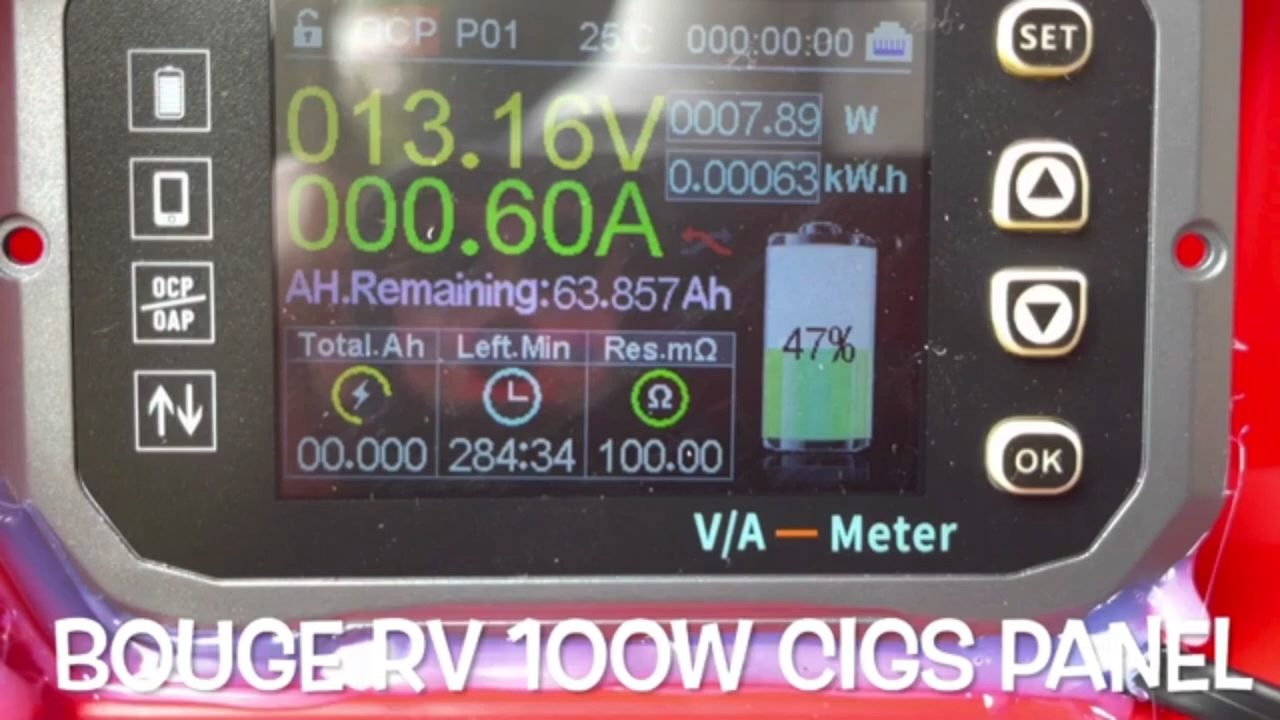 OCP P01 25°C 000:00:00
SET
013.16V
0007.89 W
0.00063 kW.h
000.60A
AH.Remaining:63.857Ah
47%
Total.Ah Left.Min Res.mΩ
Ω
00.000 284:34 100.00
OCP
OAP
OK
V/A — Meter
BOUGE RV 100W CIGS PANEL